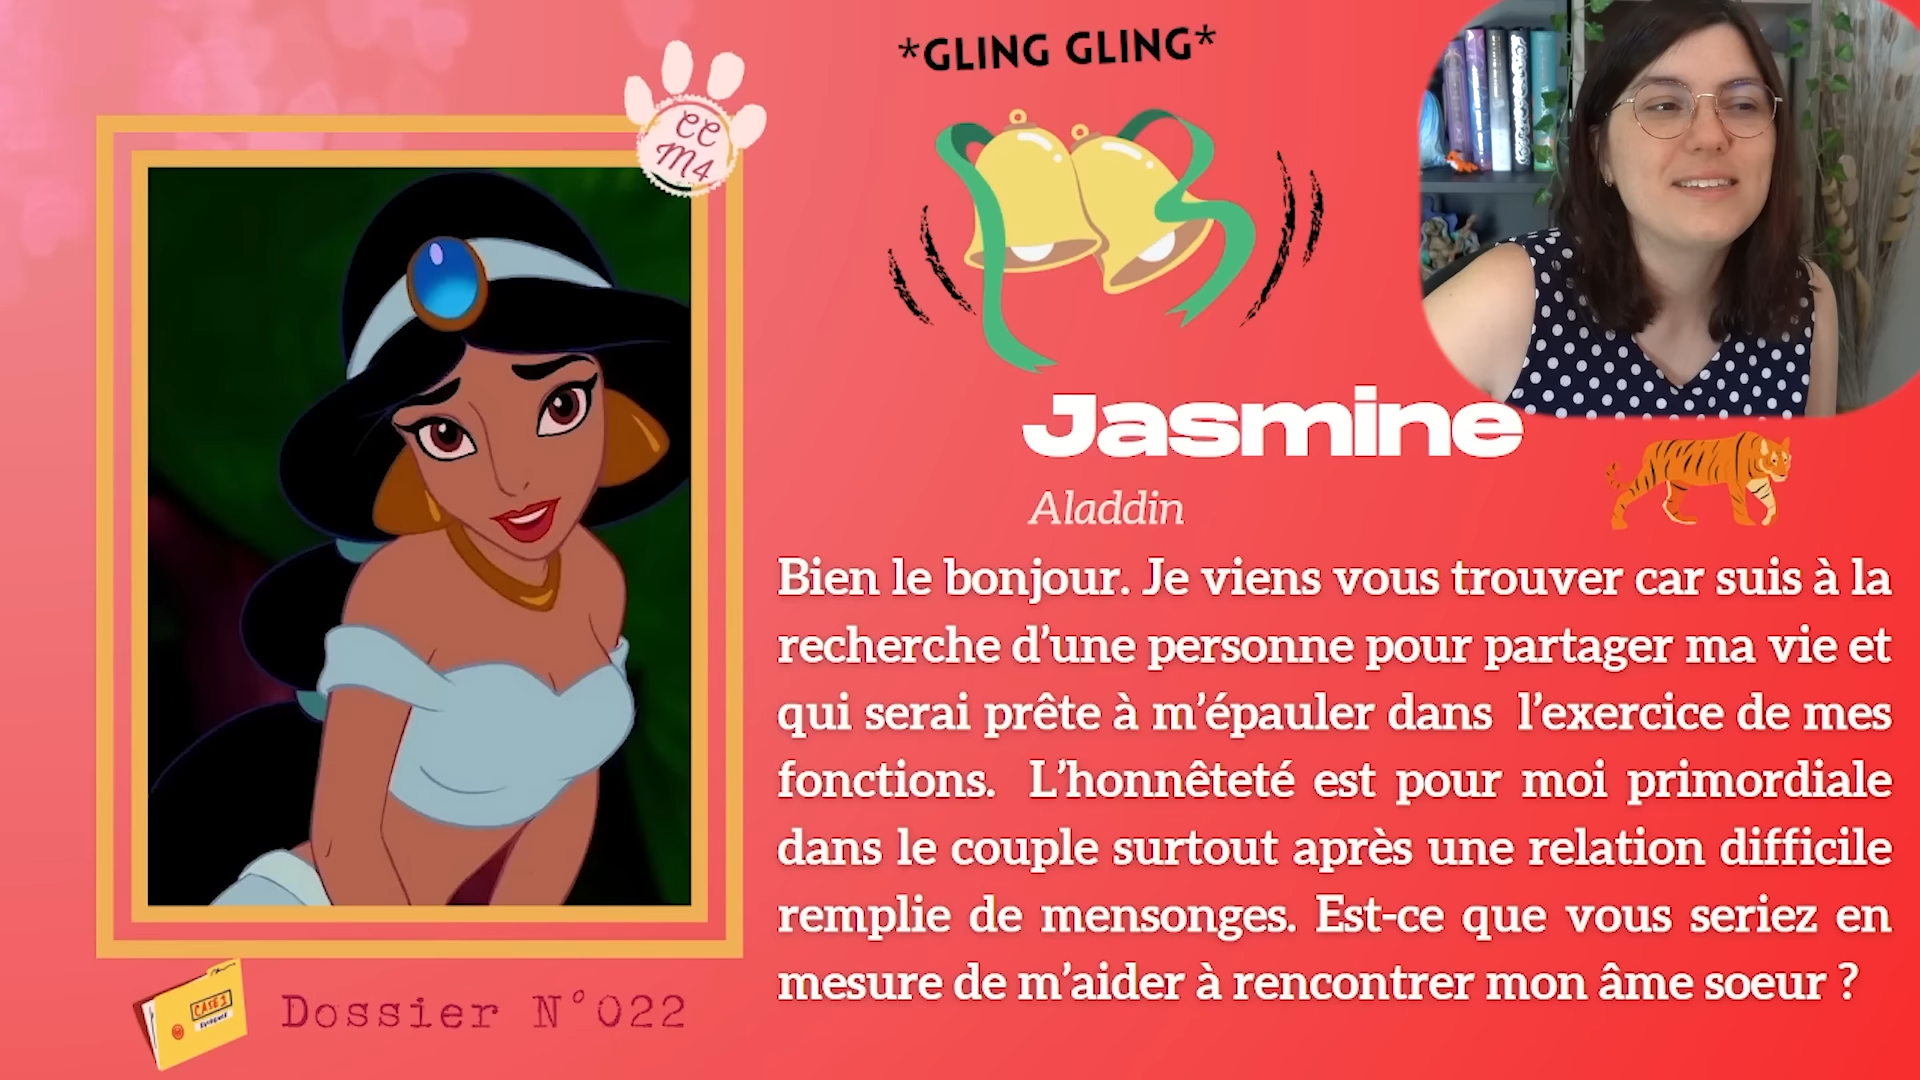 *GLING GLING*
CE
M4
Jasmine
Aladdin
Bien le bonjour. Je viens vous trouver car suis à la
recherche d'une personne pour partager ma vie et
qui serai prête à m'épauler dans l'exercice de mes
fonctions. L'honnêteté est pour moi primordiale
dans le couple surtout après une relation difficile
remplie de mensonges. Est-ce que vous seriez en
mesure de m'aider à rencontrer mon âme soeur ?
Dossier N°022